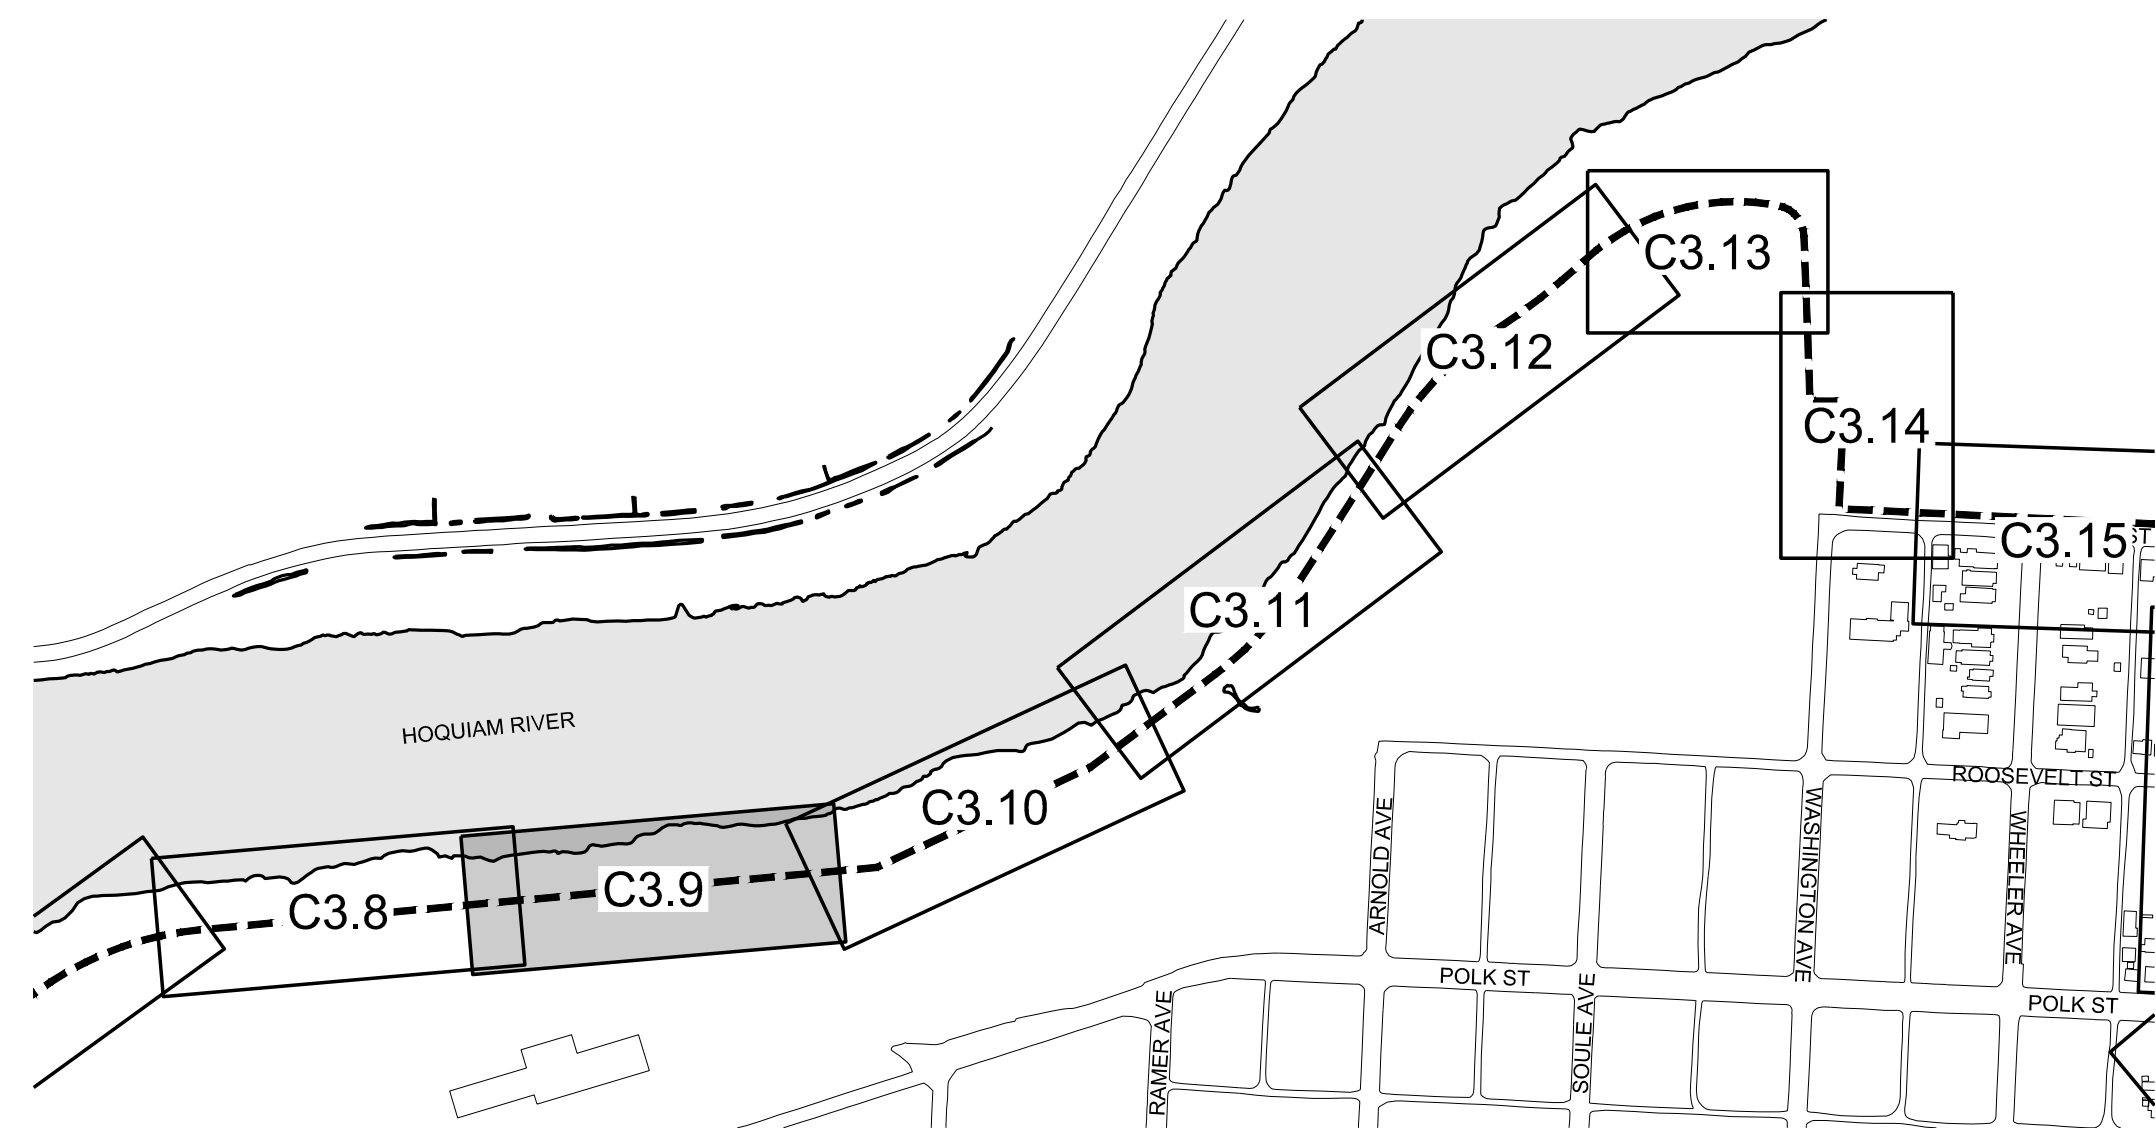 C3.13
C3.12
C3.14
C3.15
ST
C3.11
HOQUIAM RIVER
ROOSEVELT ST
C3.10
ARNOLD AVE
WASHINGTON AVE
WHEELER AVE
C3.9
C3.8
POLK ST
POLK ST
RAMER AVE
SOULE AVE